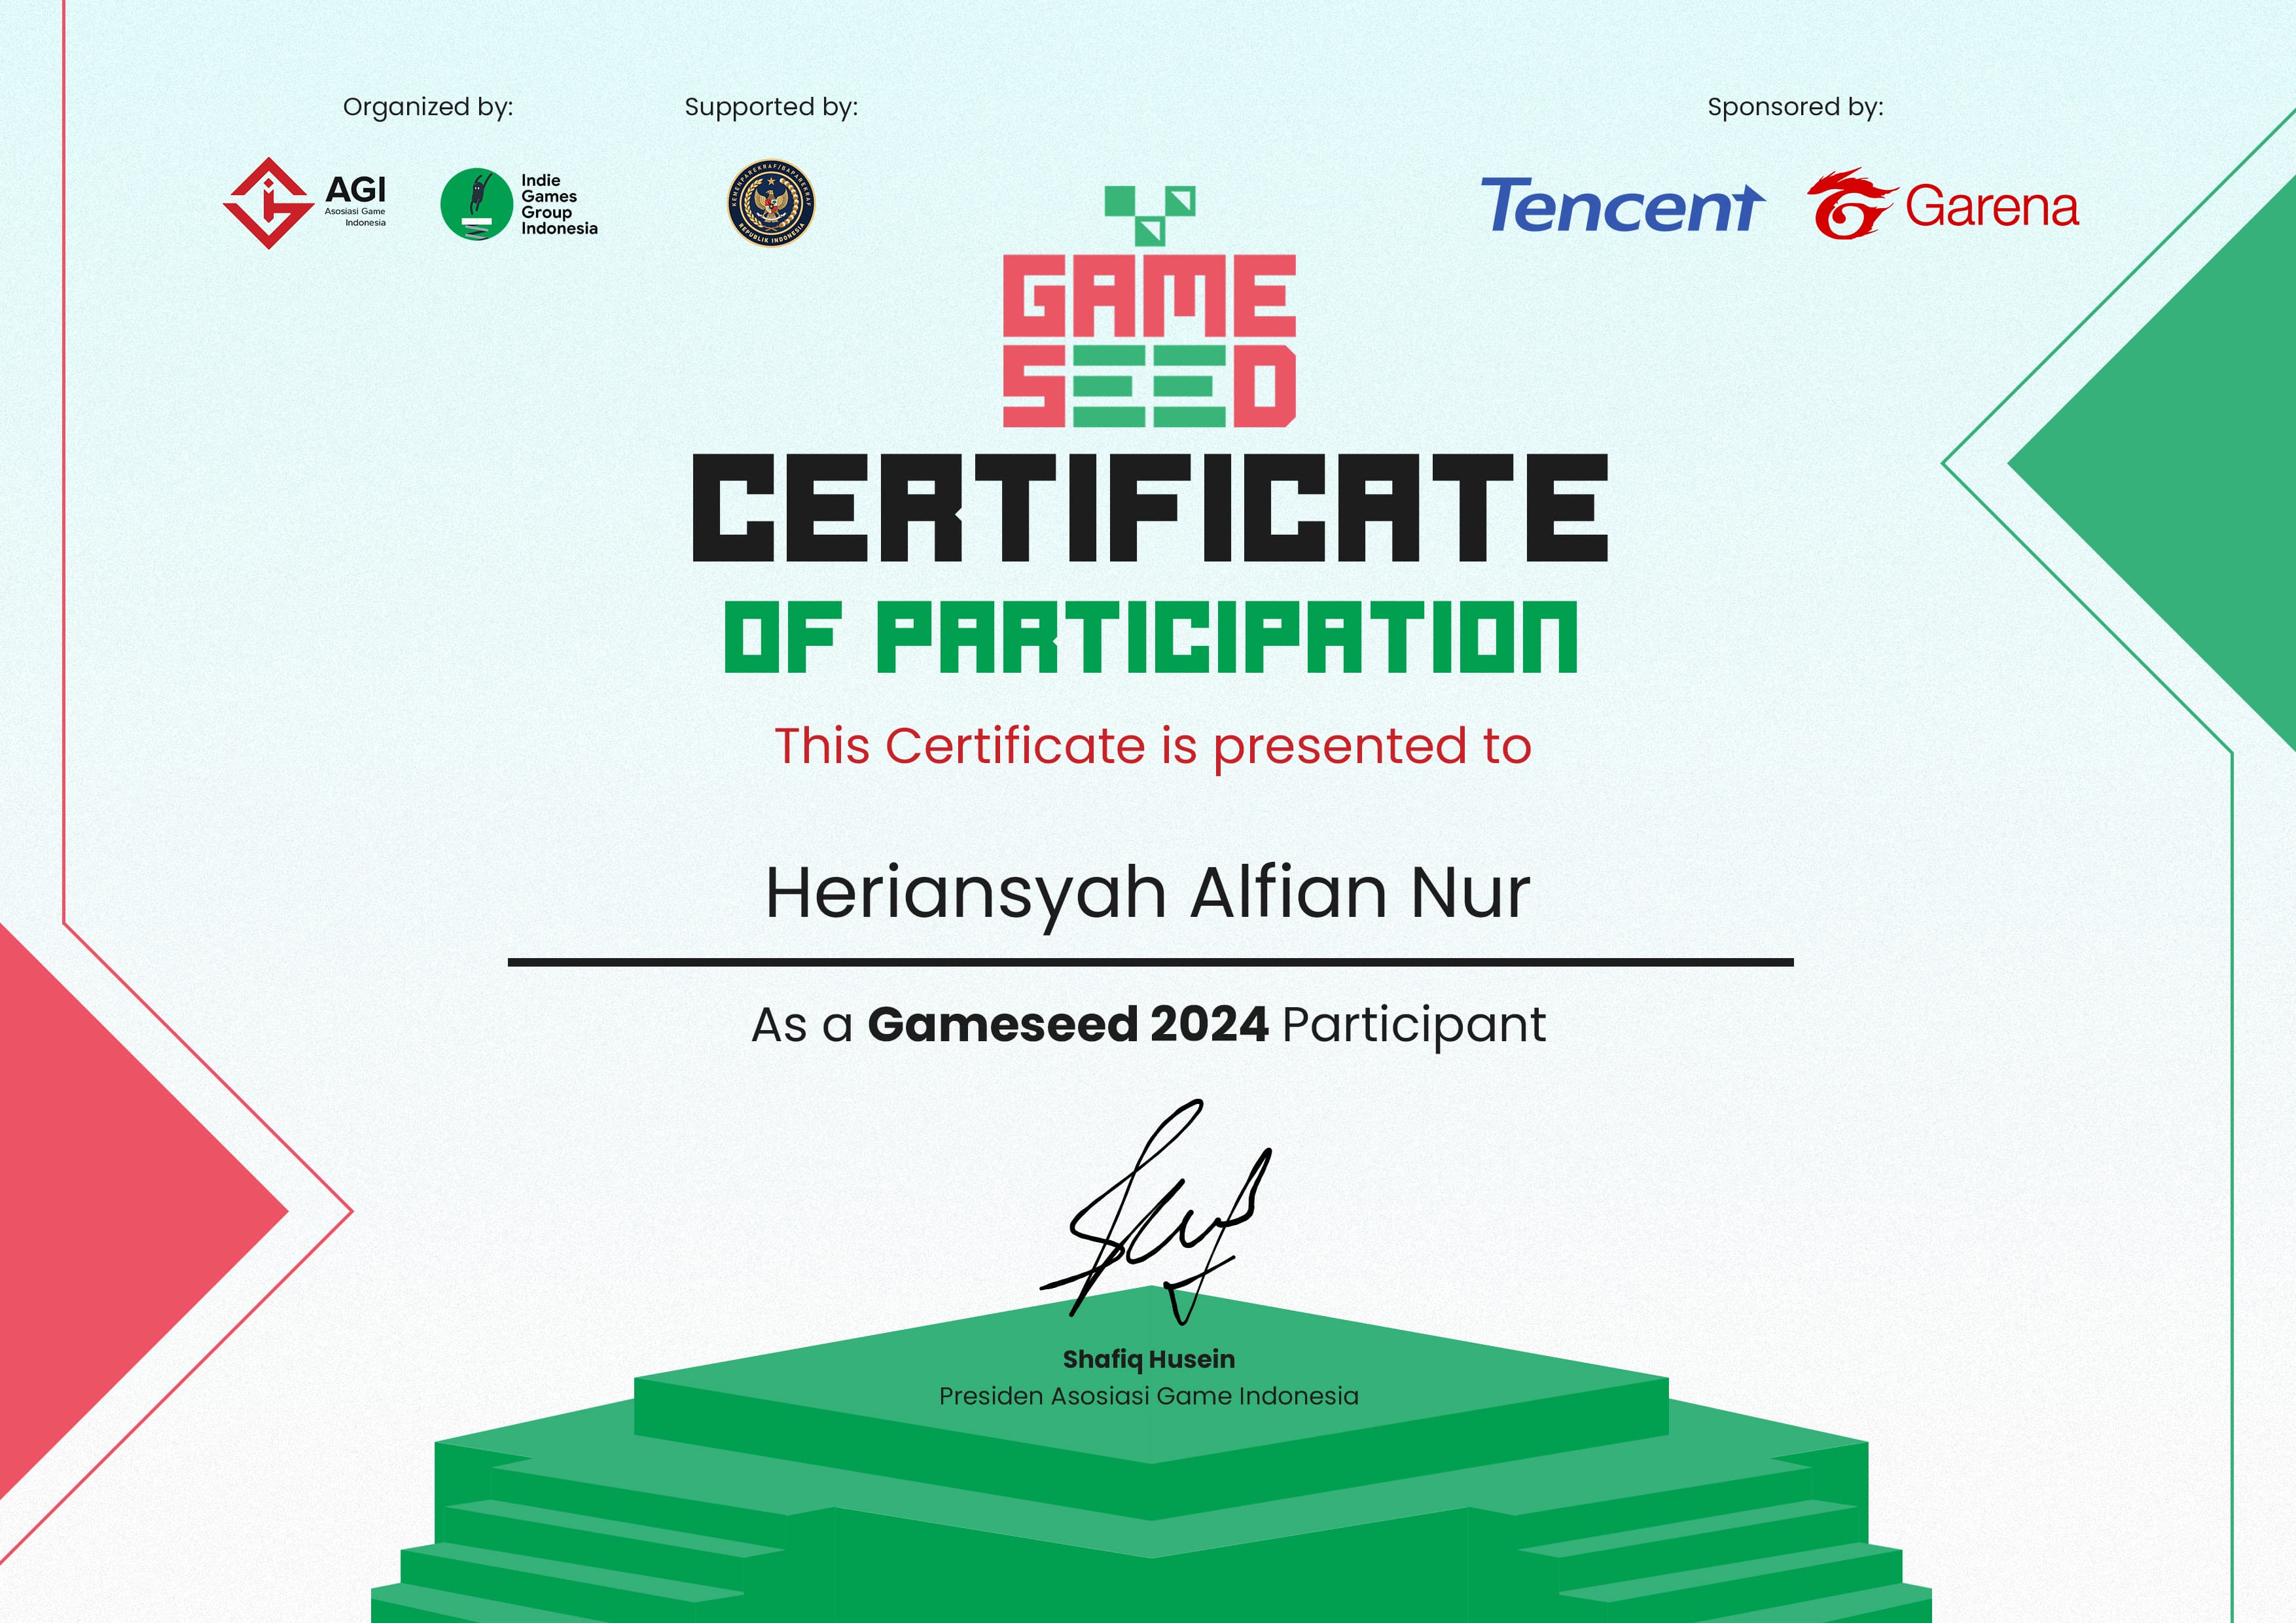 Organized by:
Supported by:
Sponsored by:
AGI
Asosiasi Game
Indonesia
Indie
Games
Group
Indonesia
KEMENPAREKRAF/BAPAREKRAF
REPUBLIK INDONESIA
Tencent
Garena
GAME
SEED
CERTIFICATE
OF PARTICIPATION
This Certificate is presented to
Heriansyah Alfian Nur
As a Gameseed 2024 Participant
Shafiq Husein
Presiden Asosiasi Game Indonesia